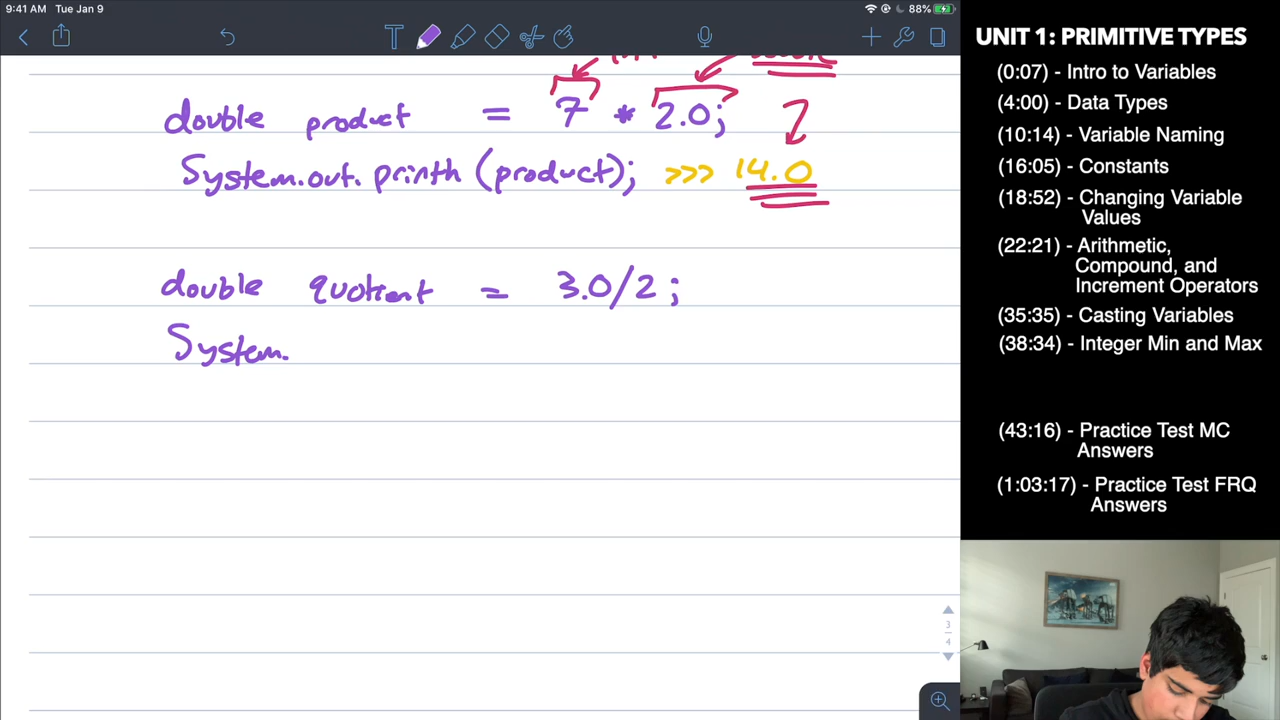 9:41 AM Tue Jan 9
88%
double product = 7 * 2.0;
System.out.println(product); >>> 14.0
double quotient = 3.0/2;
System.
3
4
UNIT 1: PRIMITIVE TYPES
(0:07) - Intro to Variables
(4:00) - Data Types
(10:14) - Variable Naming
(16:05) - Constants
(18:52) - Changing Variable
Values
(22:21) - Arithmetic,
Compound, and
Increment Operators
(35:35) - Casting Variables
(38:34) - Integer Min and Max
(43:16) - Practice Test MC
Answers
(1:03:17) - Practice Test FRQ
Answers